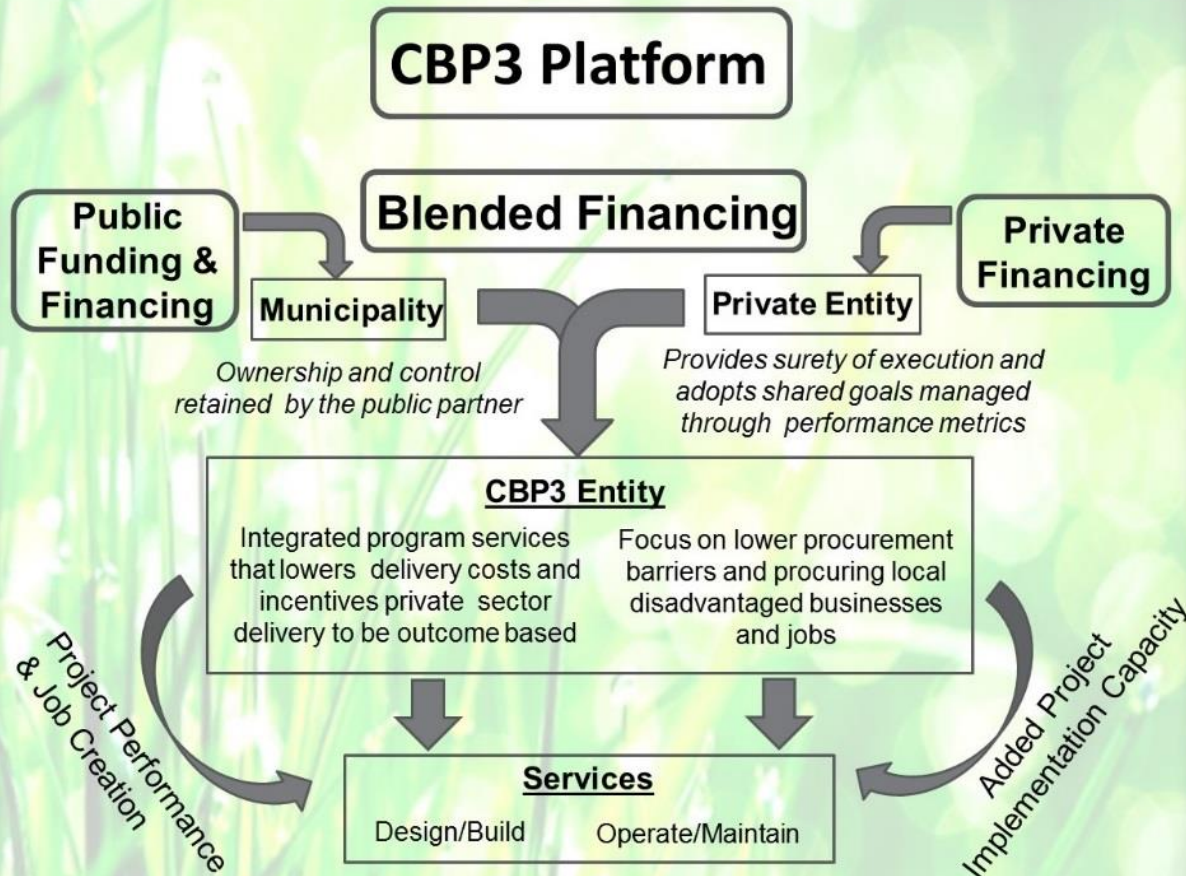 CBP3 Platform
Blended Financing
Public
Funding &
Financing
Private
Financing
Municipality
Private Entity
Ownership and control
retained by the public partner
Provides surety of execution and
adopts shared goals managed
through performance metrics
CBP3 Entity
Integrated program services
that lowers delivery costs and
incentives private sector
delivery to be outcome based
Focus on lower procurement
barriers and procuring local
disadvantaged businesses
and jobs
Project Performance
& Job Creation
Added Project
Implementation Capacity
Services
Design/Build
Operate/Maintain